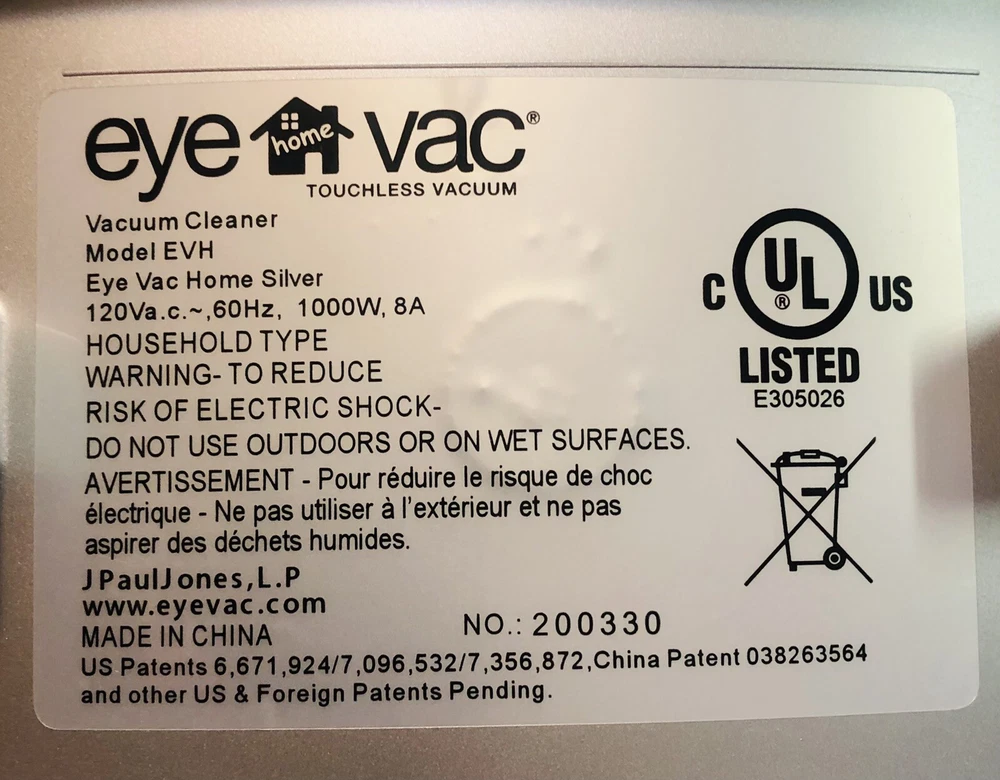 eye home vac®
TOUCHLESS VACUUM
Vacuum Cleaner
Model EVH
Eye Vac Home Silver
120Va.c.~,60Hz, 1000W, 8A
HOUSEHOLD TYPE
WARNING- TO REDUCE
RISK OF ELECTRIC SHOCK-
DO NOT USE OUTDOORS OR ON WET SURFACES.
AVERTISSEMENT - Pour réduire le risque de choc
électrique - Ne pas utiliser à l'extérieur et ne pas
aspirer des déchets humides.
JPaulJones,L.P
www.eyevac.com
MADE IN CHINA
NO.: 200330
US Patents 6,671,924/7,096,532/7,356,872,China Patent 038263564
and other US & Foreign Patents Pending.
C UL® US
LISTED
E305026